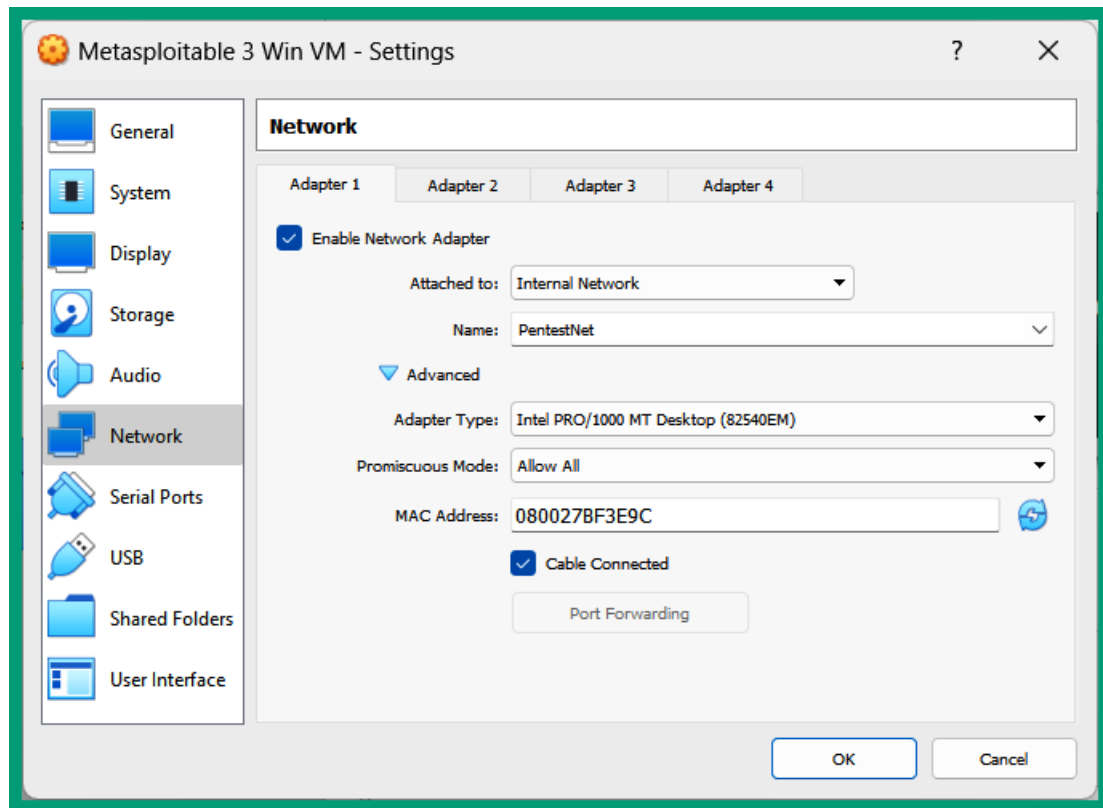 Metasploitable 3 Win VM - Settings
?
General
System
Display
Storage
Audio
Network
Serial Ports
USB
Shared Folders
User Interface
Network
Adapter 1 Adapter 2 Adapter 3 Adapter 4
Enable Network Adapter
Attached to: Internal Network
Name: PentestNet
Advanced
Adapter Type: Intel PRO/1000 MT Desktop (82540EM)
Promiscuous Mode: Allow All
MAC Address: 080027BF3E9C
Cable Connected
Port Forwarding
OK Cancel